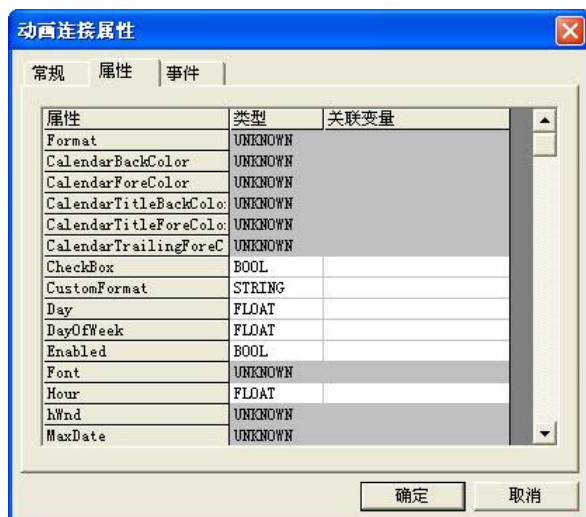 动画连接属性
常规 属性 事件
属性 类型 关联变量
Format UNKNOWN
CalendarBackColor UNKNOWN
CalendarForeColor UNKNOWN
CalendarTitleBackColo UNKNOWN
CalendarTitleForeColo UNKNOWN
CalendarTrailingForeC UNKNOWN
CheckBox BOOL
CustomFormat STRING
Day FLOAT
DayOfWeek FLOAT
Enabled BOOL
Font UNKNOWN
Hour FLOAT
hWnd UNKNOWN
MaxDate UNKNOWN
确定 取消